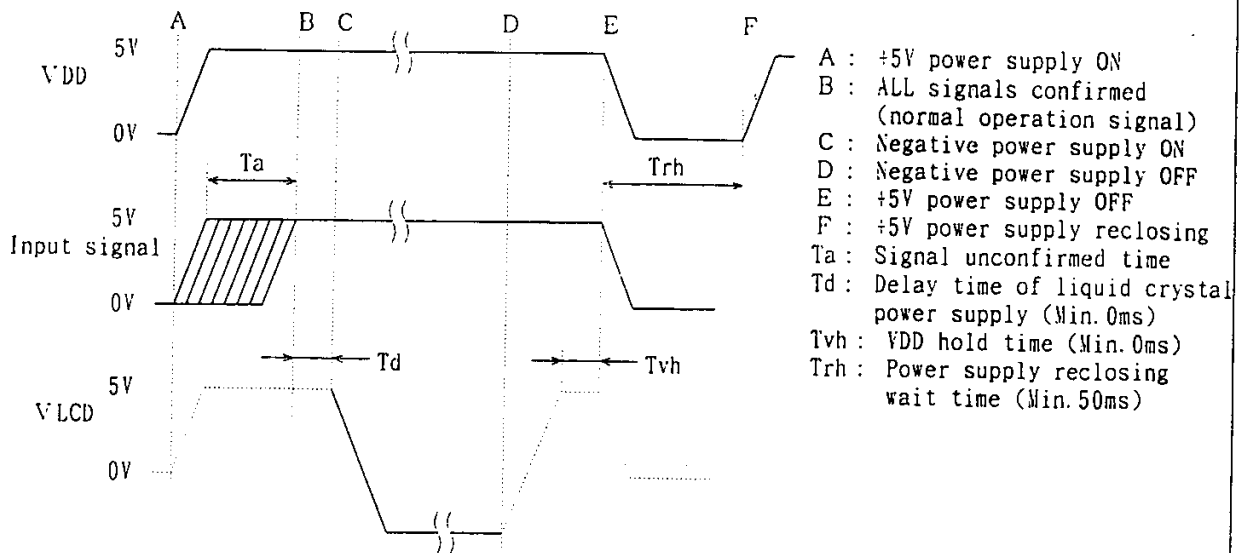 A B C D E F
5V
VDD
0V
Ta
Trh
5V
Input signal
0V
Td
Tvh
5V
VLCD
0V
A : +5V power supply ON
B : ALL signals confirmed
(normal operation signal)
C : Negative power supply ON
D : Negative power supply OFF
E : +5V power supply OFF
F : +5V power supply reclosing
Ta : Signal unconfirmed time
Td : Delay time of liquid crystal
power supply (Min. 0ms)
Tvh : VDD hold time (Min. 0ms)
Trh : Power supply reclosing
wait time (Min. 50ms)